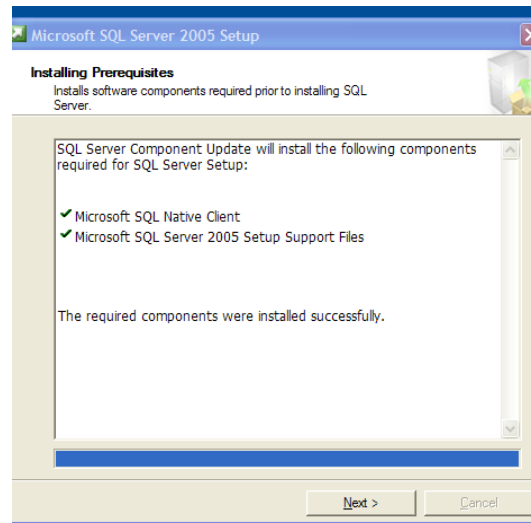 Microsoft SQL Server 2005 Setup
Installing Prerequisites
Installs software components required prior to installing SQL
Server.
SQL Server Component Update will install the following components
required for SQL Server Setup:
Microsoft SQL Native Client
Microsoft SQL Server 2005 Setup Support Files
The required components were installed successfully.
Next >
Cancel